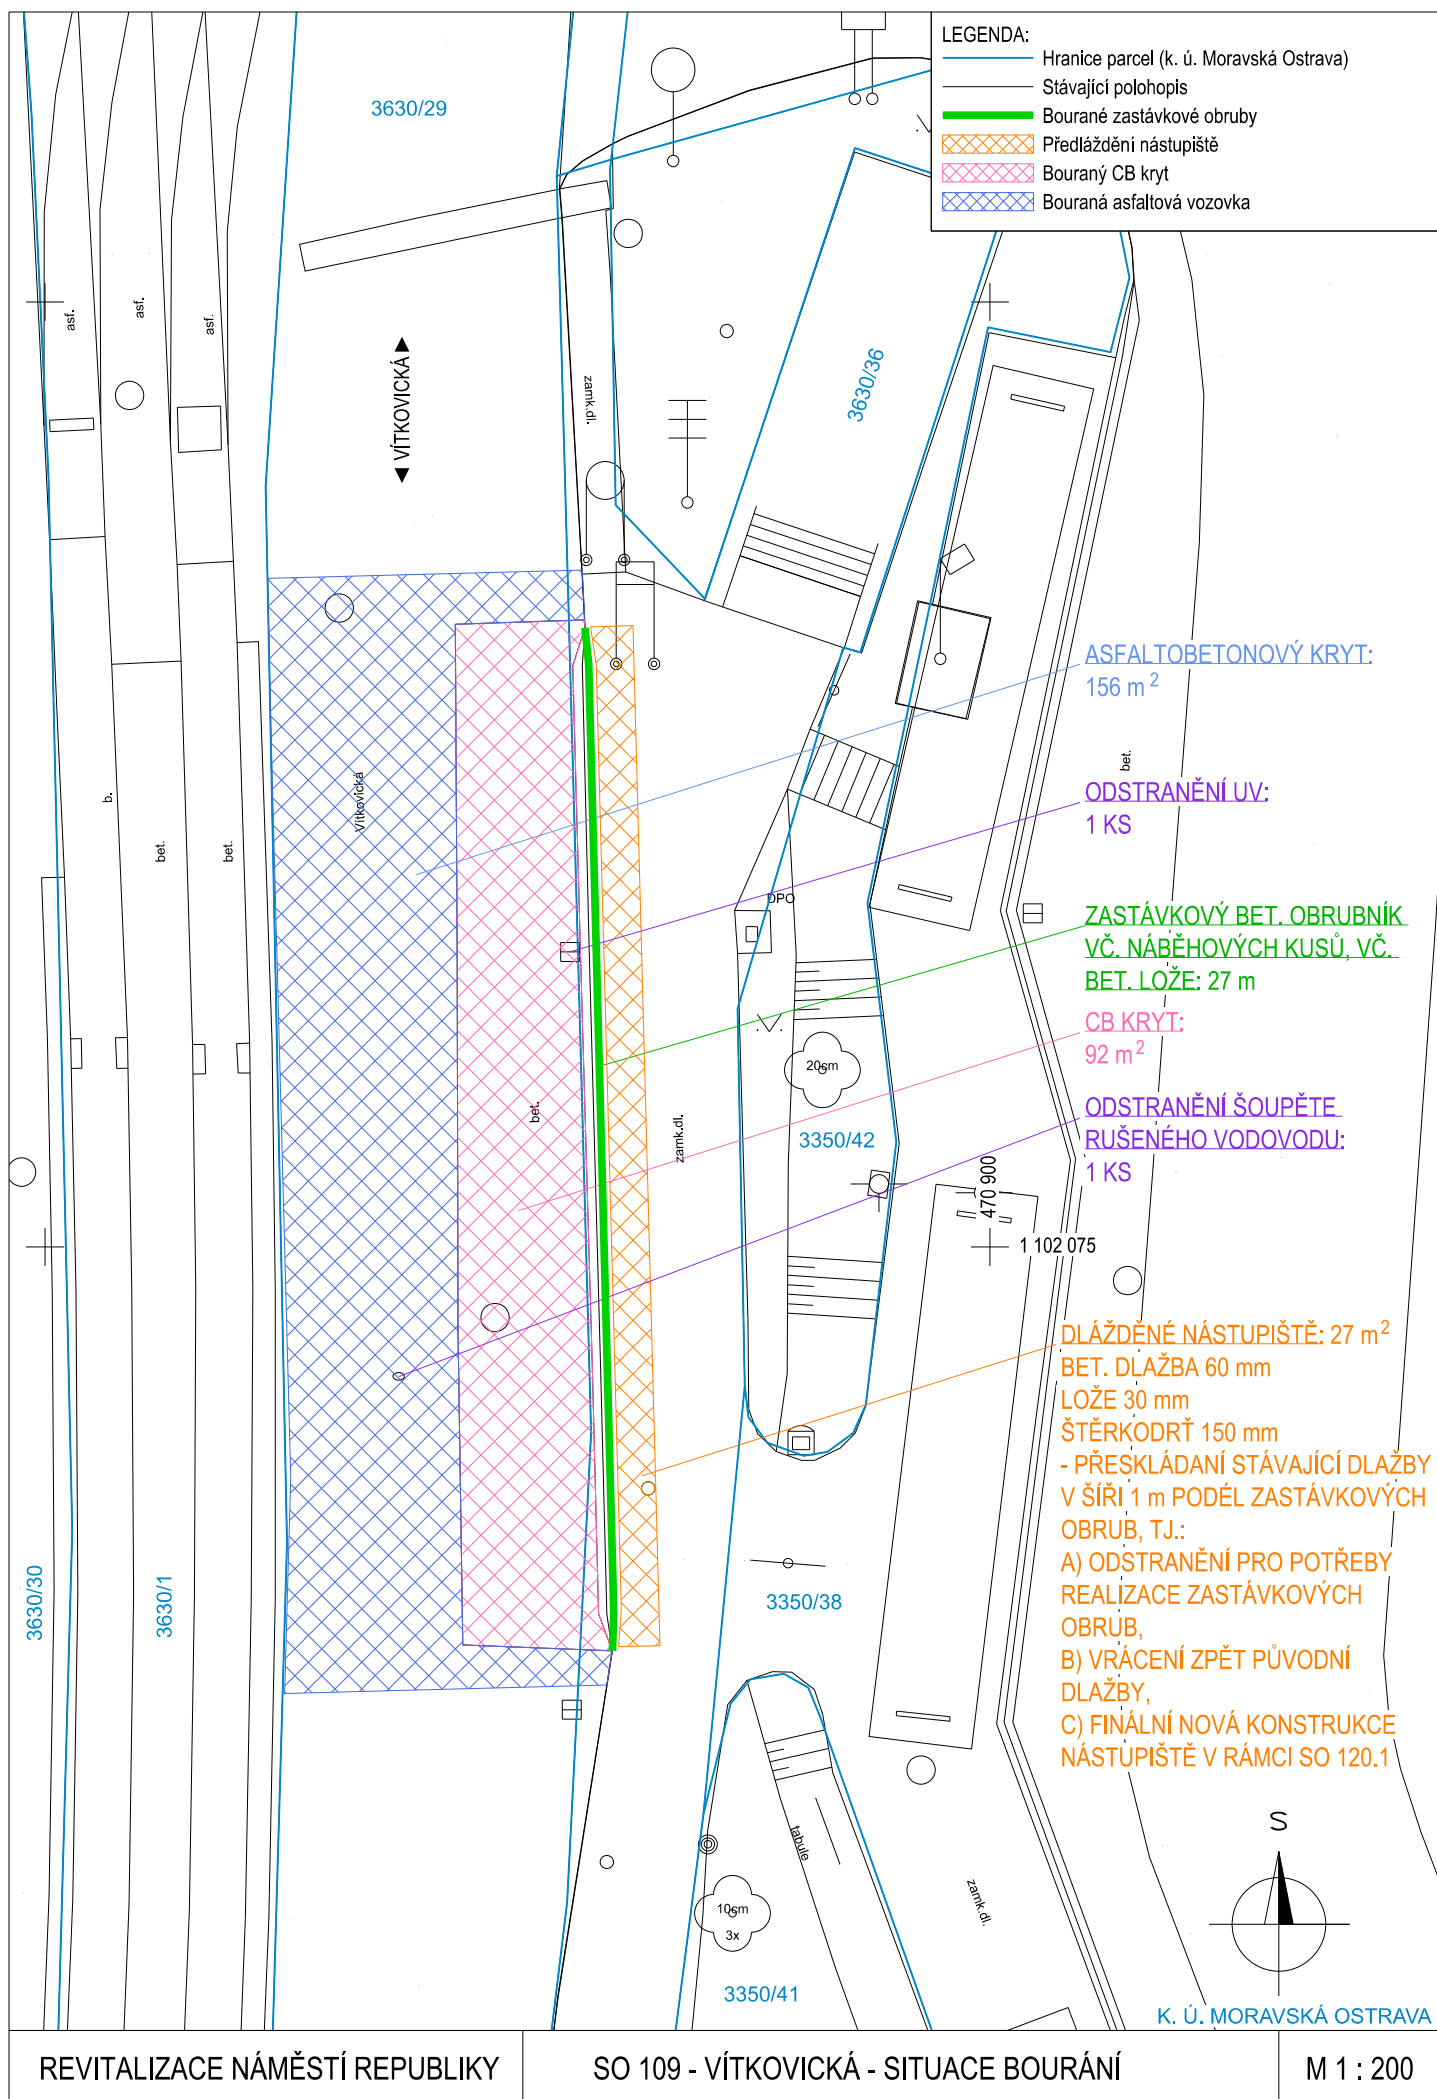 LEGENDA:
Hranice parcel (k. ú. Moravská Ostrava)
Stávající polohopis
Bourané zastávkové obruby
Předláždění nástupiště
Bouraný CB kryt
Bouraná asfaltová vozovka
3630/29
asf.
asf.
asf.
◄ VÍTKOVICKÁ ►
zamk.dl.
3630/36
ASFALTOBETONOVÝ KRYT:
156 m²
bet.
Vítkovická
b.
bet.
bet.
ODSTRANĚNÍ UV:
1 KS
DPO
ZASTÁVKOVÝ BET. OBRUBNÍK
VČ. NÁBĚHOVÝCH KUSŮ, VČ.
BET. LOŽE: 27 m
CB KRYT:
92 m²
20cm
bet.
zamk.dl.
3350/42
ODSTRANĚNÍ ŠOUPĚTE
RUŠENÉHO VODOVODU:
1 KS
470 900
1 102 075
DLÁŽDĚNÉ NÁSTUPIŠTĚ: 27 m²
BET. DLAŽBA 60 mm
LOŽE 30 mm
ŠTĚRKODRŤ 150 mm
- PŘESKLÁDANÍ STÁVAJÍCÍ DLAŽBY
V ŠÍŘI 1 m PODÉL ZASTÁVKOVÝCH
OBRUB, TJ.:
A) ODSTRANĚNÍ PRO POTŘEBY
REALIZACE ZASTÁVKOVÝCH
OBRUB,
B) VRÁCENÍ ZPĚT PŮVODNÍ
DLAŽBY,
C) FINÁLNÍ NOVÁ KONSTRUKCE
NÁSTUPIŠTĚ V RÁMCI SO 120.1
3630/30
3630/1
3350/38
tabule
zamk.dl.
10cm
3x
3350/41
S
K. Ú. MORAVSKÁ OSTRAVA
REVITALIZACE NÁMĚSTÍ REPUBLIKY
SO 109 - VÍTKOVICKÁ - SITUACE BOURÁNÍ
M 1 : 200